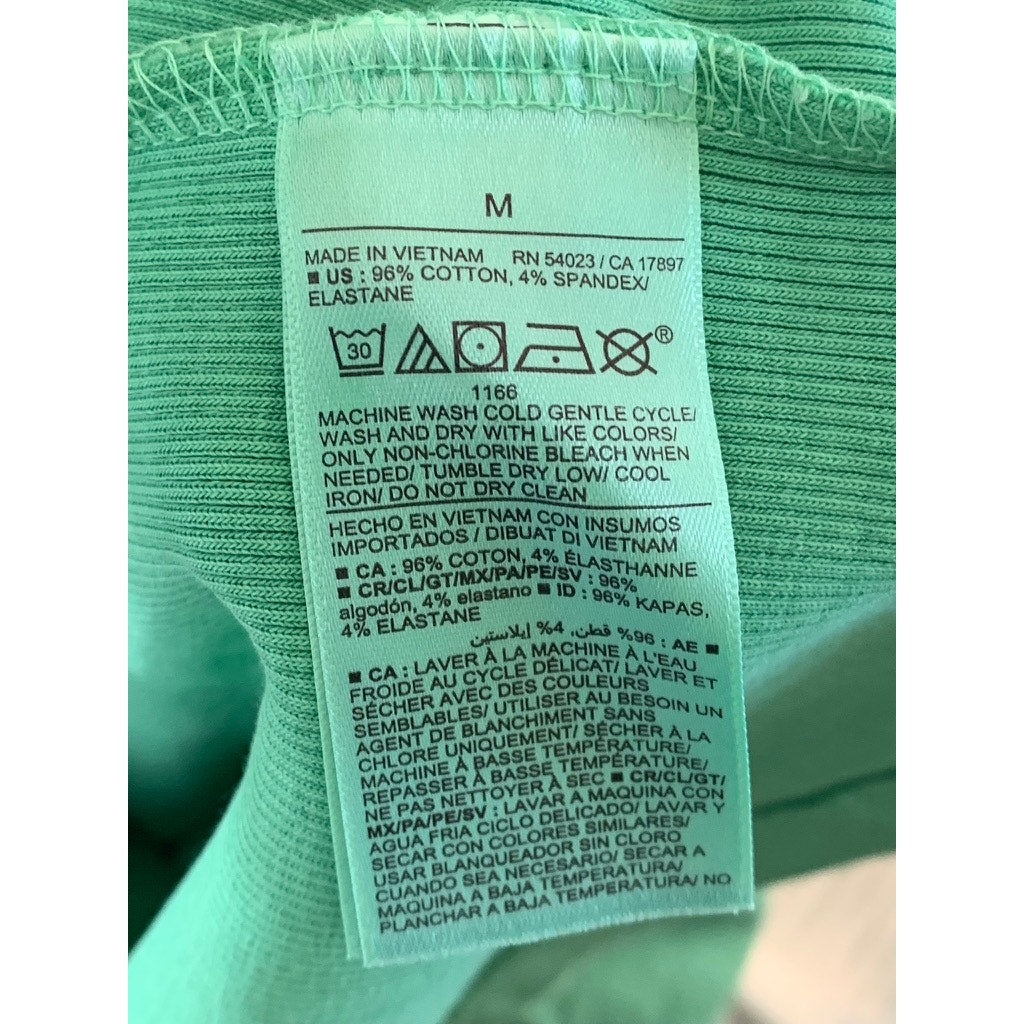 M
MADE IN VIETNAM RN 54023 / CA 17897
■ US : 96% COTTON, 4% SPANDEX/
ELASTANE
30 ®
1166
MACHINE WASH COLD GENTLE CYCLE/
WASH AND DRY WITH LIKE COLORS/
ONLY NON-CHLORINE BLEACH WHEN
NEEDED/ TUMBLE DRY LOW/ COOL
IRON/ DO NOT DRY CLEAN
HECHO EN VIETNAM CON INSUMOS
IMPORTADOS / DIBUAT DI VIETNAM
■ CA : 96% COTON, 4% ÉLASTHANNE
■ CR/CL/GT/MX/PA/PE/SV : 96%
algodón, 4% elastano ■ ID : 96% KAPAS,
4% ELASTANE
■ AE : 96% قطن، 4% إيلاستين
■ CA : LAVER À LA MACHINE À L'EAU
FROIDE AU CYCLE DÉLICAT/ LAVER ET
SÉCHER AVEC DES COULEURS
SEMBLABLES/ UTILISER AU BESOIN UN
AGENT DE BLANCHIMENT SANS
CHLORE UNIQUEMENT/ SÉCHER À LA
MACHINE À BASSE TEMPÉRATURE/
REPASSER À BASSE TEMPÉRATURE/
NE PAS NETTOYER À SEC ■ CR/CL/GT/
MX/PA/PE/SV : LAVAR A MAQUINA CON
AGUA FRIA CICLO DELICADO/ LAVAR Y
SECAR CON COLORES SIMILARES/
USAR BLANQUEADOR SIN CLORO
CUANDO SEA NECESARIO/ SECAR A
MAQUINA A BAJA TEMPERATURA/
PLANCHAR A BAJA TEMPERATURA/ NO